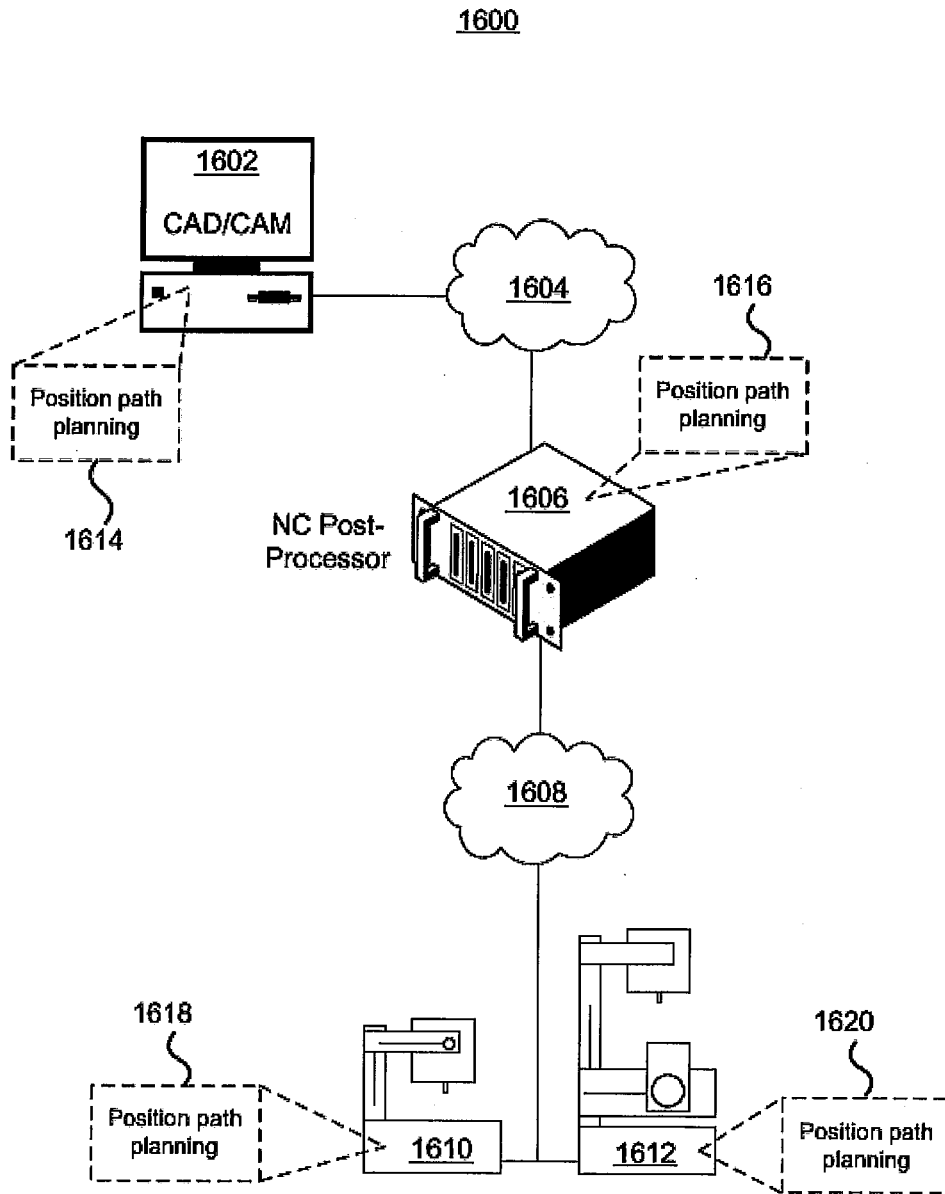 1600
1602
CAD/CAM
1604
1616
Position path
planning
Position path
planning
1606
1614
NC Post-
Processor
1608
1618
1620
Position path
planning
Position path
planning
1610
1612